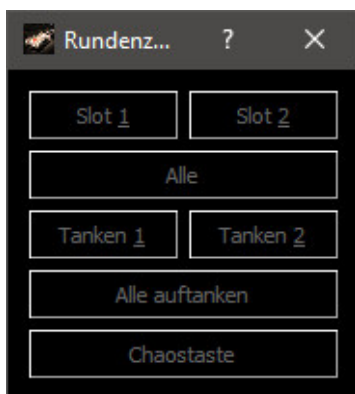 Rundenz... ?
Slot 1 Slot 2
Alle
Tanken 1 Tanken 2
Alle auftanken
Chaostaste